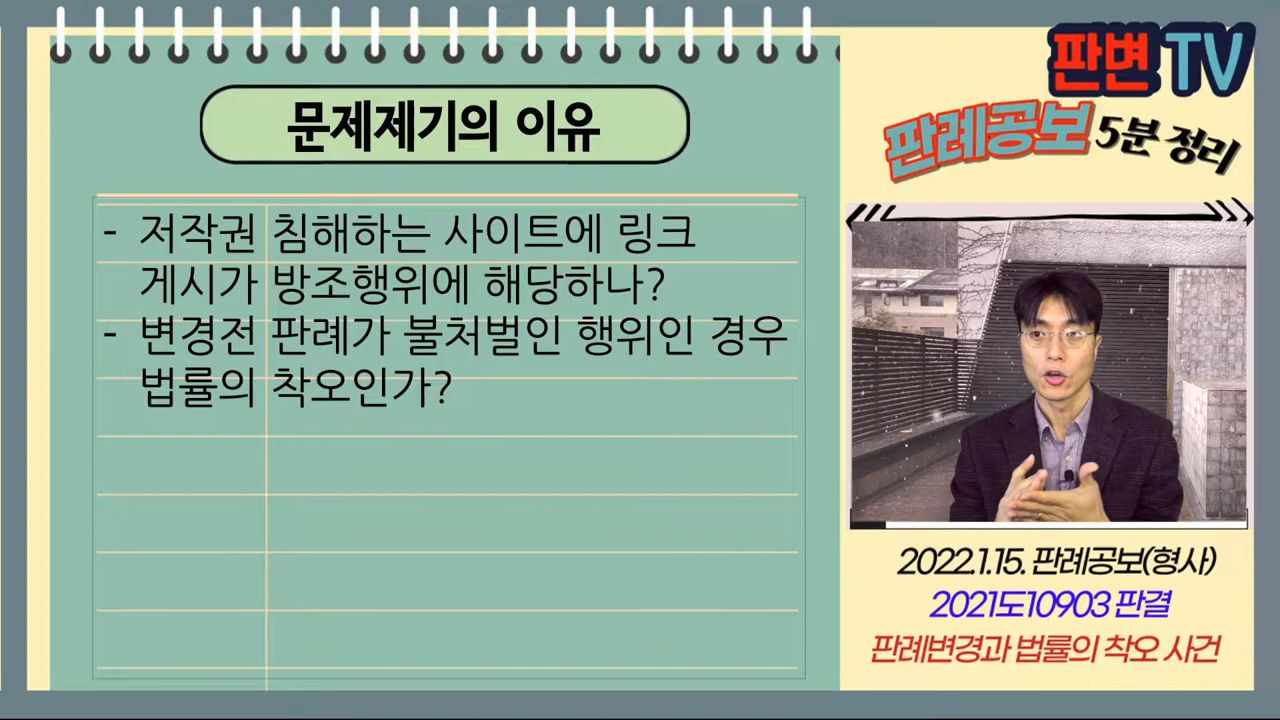 문제제기의 이유
- 저작권 침해하는 사이트에 링크
게시가 방조행위에 해당하나?
- 변경전 판례가 불처벌인 행위인 경우
법률의 착오인가?
판변 TV
판례공보 5분 정리
2022.1.15. 판례공보(형사)
2021도10903 판결
판례변경과 법률의 착오 사건